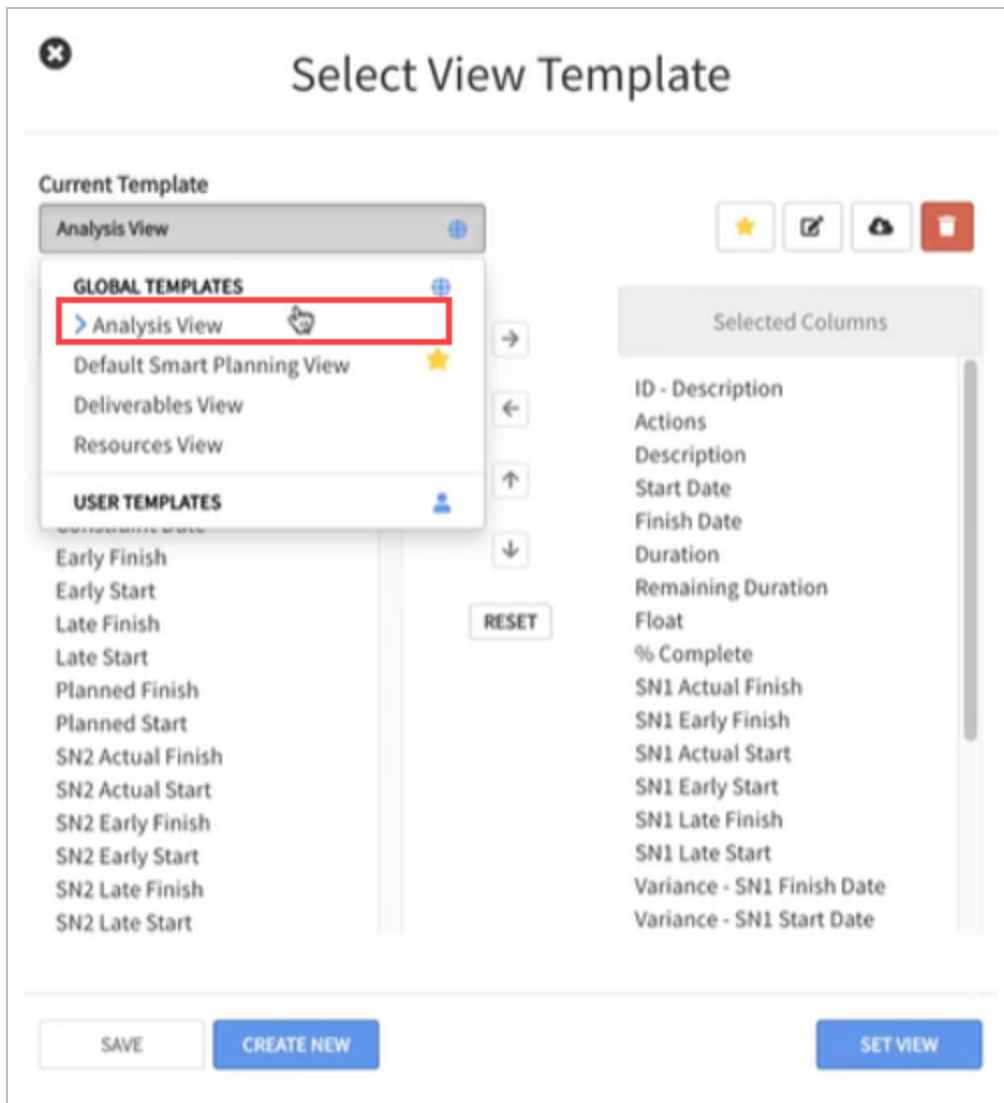 Select View Template
Current Template
Analysis View
GLOBAL TEMPLATES
Analysis View
Default Smart Planning View
Deliverables View
Resources View
USER TEMPLATES
Constraint Date
Early Finish
Early Start
Late Finish
Late Start
Planned Finish
Planned Start
SN2 Actual Finish
SN2 Actual Start
SN2 Early Finish
SN2 Early Start
SN2 Late Finish
SN2 Late Start
RESET
Selected Columns
ID - Description
Actions
Description
Start Date
Finish Date
Duration
Remaining Duration
Float
% Complete
SN1 Actual Finish
SN1 Early Finish
SN1 Actual Start
SN1 Early Start
SN1 Late Finish
SN1 Late Start
Variance - SN1 Finish Date
Variance - SN1 Start Date
SAVE
CREATE NEW
SET VIEW